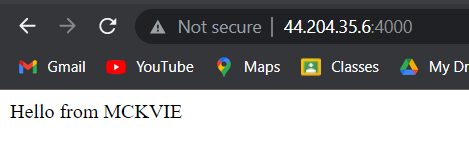 Not secure | 44.204.35.6:4000
Gmail YouTube Maps Classes My Dr
Hello from MCKVIE